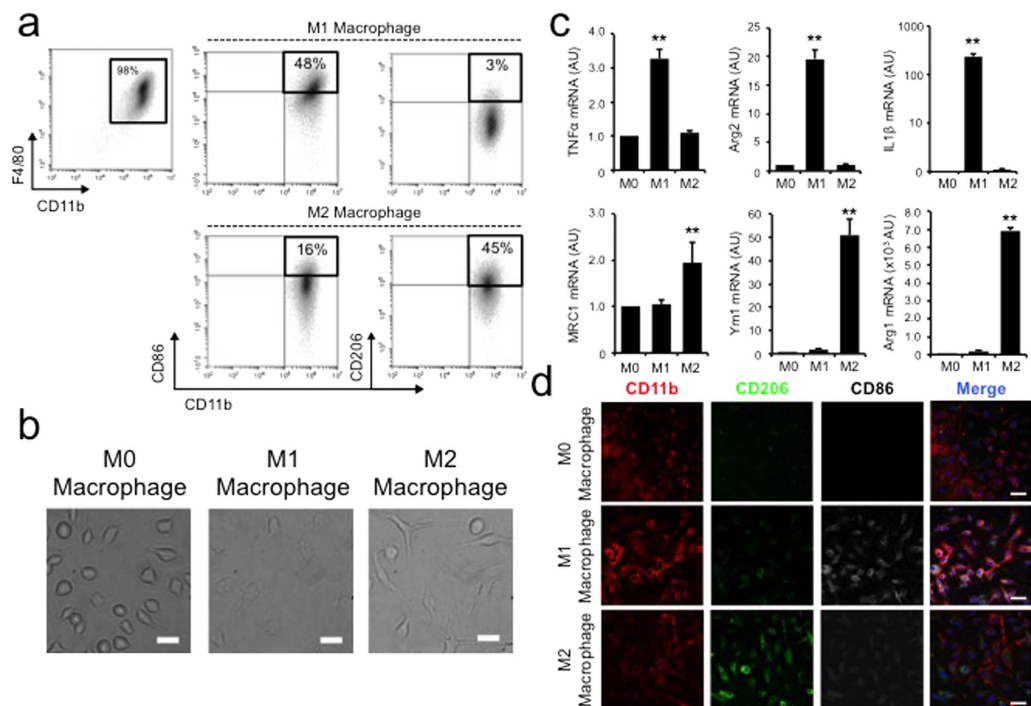 a
M1 Macrophage
98%
48%
3%
F4/80
CD11b
M2 Macrophage
16%
45%
CD86
CD206
CD11b
b
M0 Macrophage
M1 Macrophage
M2 Macrophage
c
TNFα mRNA (AU)
4.0
3.0
2.0
1.0
0
**
M0 M1 M2
Arg2 mRNA (AU)
25
20
15
10
5
0
**
M0 M1 M2
IL1β mRNA (AU)
1000
100
10
0
**
M0 M1 M2
MRC1 mRNA (AU)
3.0
2.0
1.0
0
**
M0 M1 M2
Ym1 mRNA (AU)
60
50
40
30
20
10
0
**
M0 M1 M2
Arg1 mRNA (x10³ AU)
8.0
7.0
6.0
5.0
4.0
3.0
2.0
1.0
0
**
M0 M1 M2
d
CD11b CD206 CD86 Merge
M0 Macrophage
M1 Macrophage
M2 Macrophage